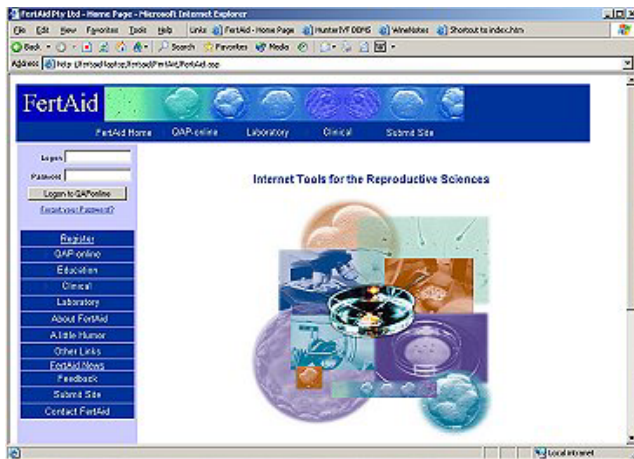 FertAid Pty Ltd - Home Page - Microsoft Internet Explorer
File Edit View Favorites Tools Help Links FertAid - Home Page HunterIVF DBMS WineNotes Shortcut to index.htm
Back Search Favorites Media
Address
FertAid
FertAid Home QAP-online Laboratory Clinical Submit Site
Logon
Password
Logon to QAPonline
Forgot your Password?
Internet Tools for the Reproductive Sciences
Register
QAP-online
Education
Clinical
Laboratory
About FertAid
A little Humor
Other Links
FertAid News
Feedback
Submit Site
Contact FertAid
Local intranet